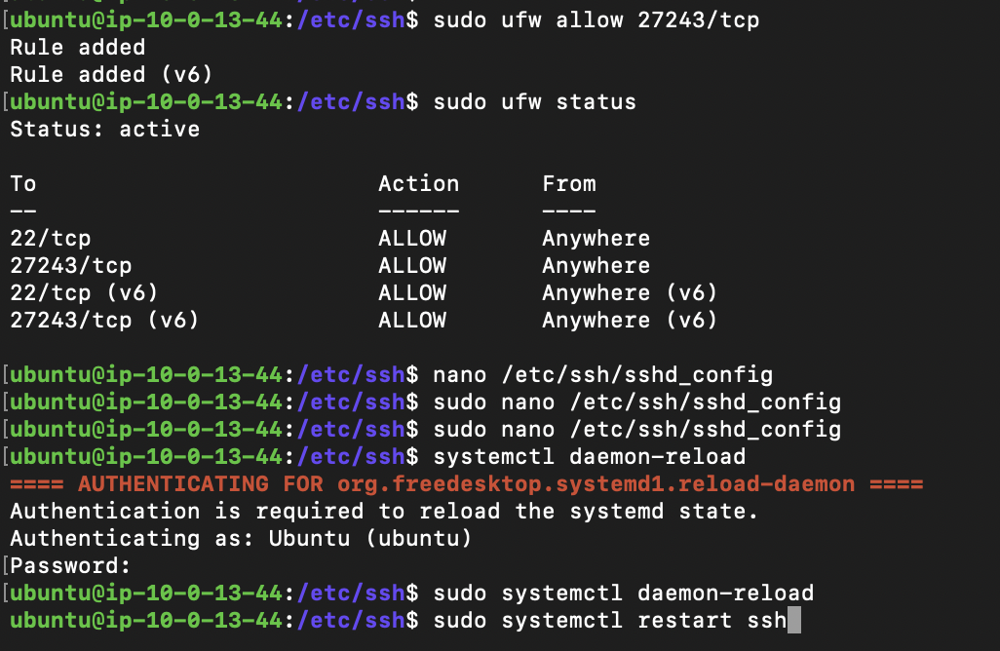 [ubuntu@ip-10-0-13-44:/etc/ssh$ sudo ufw allow 27243/tcp
Rule added
Rule added (v6)
[ubuntu@ip-10-0-13-44:/etc/ssh$ sudo ufw status
Status: active
To Action From
-- ------ ----
22/tcp ALLOW Anywhere
27243/tcp ALLOW Anywhere
22/tcp (v6) ALLOW Anywhere (v6)
27243/tcp (v6) ALLOW Anywhere (v6)
[ubuntu@ip-10-0-13-44:/etc/ssh$ nano /etc/ssh/sshd_config
[ubuntu@ip-10-0-13-44:/etc/ssh$ sudo nano /etc/ssh/sshd_config
[ubuntu@ip-10-0-13-44:/etc/ssh$ sudo nano /etc/ssh/sshd_config
[ubuntu@ip-10-0-13-44:/etc/ssh$ systemctl daemon-reload
==== AUTHENTICATING FOR org.freedesktop.systemd1.reload-daemon ====
Authentication is required to reload the systemd state.
Authenticating as: Ubuntu (ubuntu)
[Password:
[ubuntu@ip-10-0-13-44:/etc/ssh$ sudo systemctl daemon-reload
ubuntu@ip-10-0-13-44:/etc/ssh$ sudo systemctl restart ssh